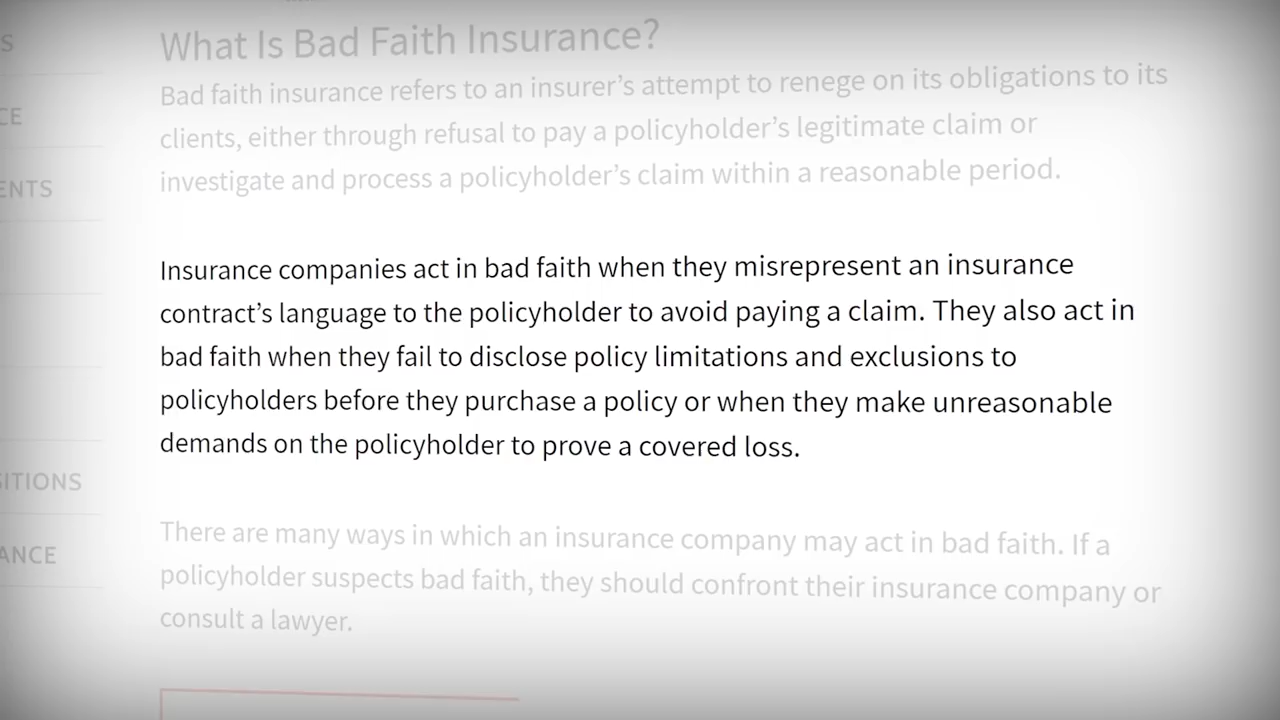 What Is Bad Faith Insurance?
Bad faith insurance refers to an insurer’s attempt to renege on its obligations to its
clients, either through refusal to pay a policyholder’s legitimate claim or
investigate and process a policyholder’s claim within a reasonable period.
Insurance companies act in bad faith when they misrepresent an insurance
contract’s language to the policyholder to avoid paying a claim. They also act in
bad faith when they fail to disclose policy limitations and exclusions to
policyholders before they purchase a policy or when they make unreasonable
demands on the policyholder to prove a covered loss.
There are many ways in which an insurance company may act in bad faith. If a
policyholder suspects bad faith, they should confront their insurance company or
consult a lawyer.
S
CE
ENTS
SITIONS
ANCE